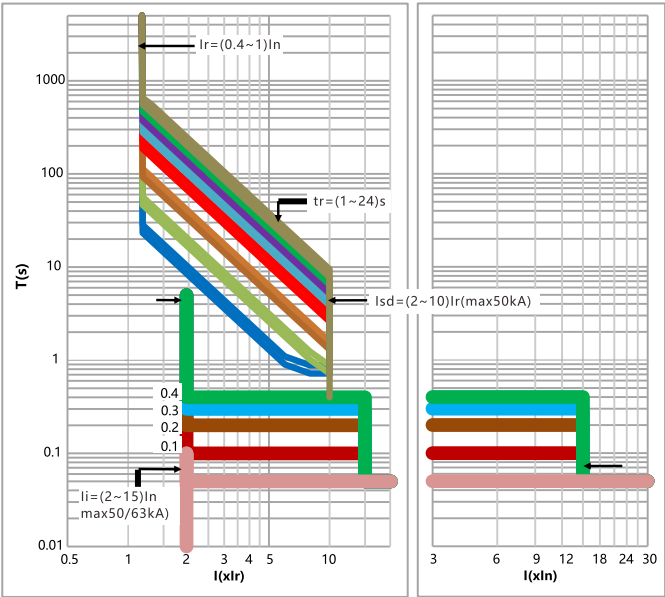 Ir=(0.4~1)In
1000
100
tr=(1~24)s
10
T(s)
Isd=(2~10)Ir(max50kA)
1
0.4
0.3
0.2
0.1
0.1
Ii=(2~15)In
max50/63kA)
0.01
0.5 1 2 3 4 5 10
I(xIr)
3 6 9 12 18 24 30
I(xIn)